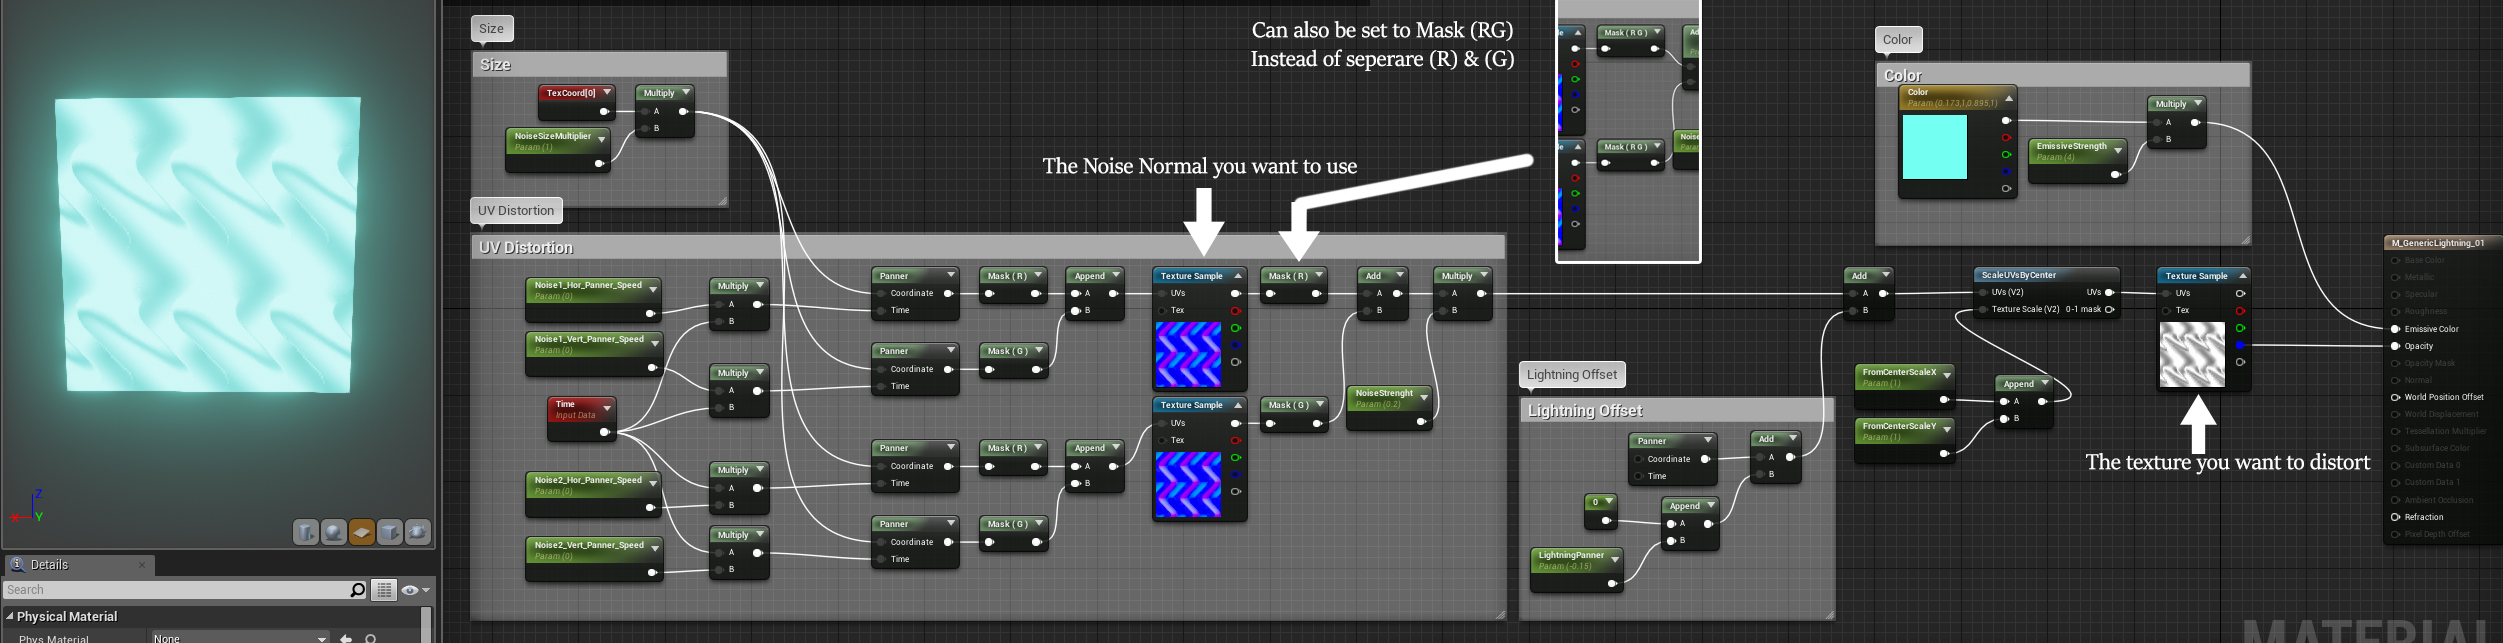 Can also be set to Mask (RG)
Instead of seperare (R) & (G)
The Noise Normal you want to use
The texture you want to distort
Size
Size
TexCoord[0]
Multiply
A
B
NoiseSizeMultiplier
Param (1)
UV Distortion
UV Distortion
Noise1_Hor_Panner_Speed
Param (0)
Noise1_Vert_Panner_Speed
Param (0)
Time
Input Data
Noise2_Hor_Panner_Speed
Param (0)
Noise2_Vert_Panner_Speed
Param (0)
Multiply
A
B
Multiply
A
B
Multiply
A
B
Multiply
A
B
Panner
Coordinate
Time
Panner
Coordinate
Time
Panner
Coordinate
Time
Panner
Coordinate
Time
Mask ( R )
Mask ( G )
Mask ( R )
Mask ( G )
Append
A
B
Append
A
B
Texture Sample
UVs
Tex
Texture Sample
UVs
Tex
Mask ( R )
Mask ( G )
Add
A
B
NoiseStrenght
Param (0.2)
Multiply
A
B
Mask ( R G )
Mask ( R G )
Lightning Offset
Lightning Offset
Panner
Coordinate
Time
Add
A
B
0
Append
A
B
LightningPanner
Param (-0.15)
Color
Color
Color
Param (0.173,1,0.895,1)
Multiply
A
B
EmissiveStrength
Param (4)
Add
A
B
ScaleUVsByCenter
UVs (V2) UVs
Texture Scale (V2) 0-1 mask
FromCenterScaleX
Param (1)
FromCenterScaleY
Param (1)
Append
A
B
Texture Sample
UVs
Tex
M_GenericLightning_01
Base Color
Metallic
Specular
Roughness
Emissive Color
Opacity
Opacity Mask
Normal
World Position Offset
World Displacement
Tessellation Multiplier
Subsurface Color
Custom Data 0
Custom Data 1
Ambient Occlusion
Refraction
Pixel Depth Offset
MATERIAL
Z
X
Y
Details
Search
Physical Material
Phys Material None